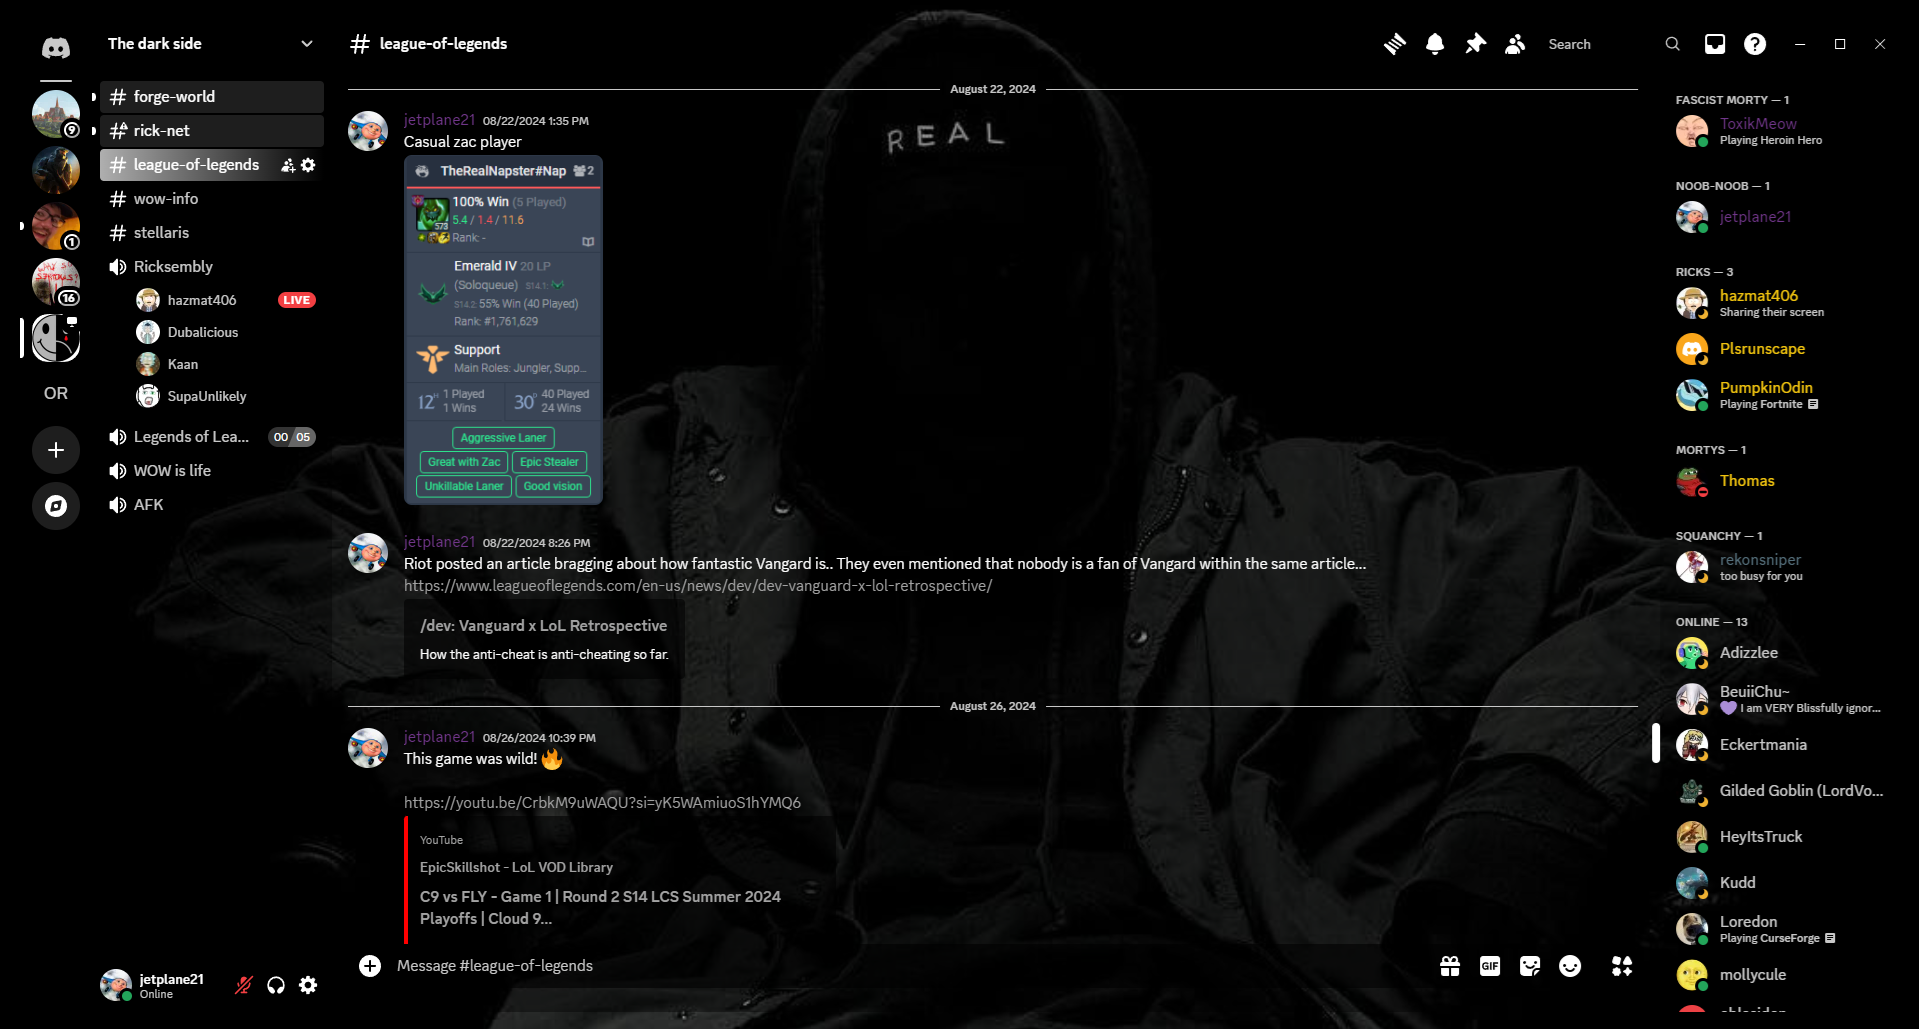 The dark side
# league-of-legends
Search
9
1
16
OR
forge-world
rick-net
league-of-legends
wow-info
stellaris
Ricksembly
hazmat406
LIVE
Dubalicious
Kaan
SupaUnlikely
Legends of Lea...
00 05
WOW is life
AFK
jetplane21
Online
August 22, 2024
REAL
jetplane21 08/22/2024 1:35 PM
Casual zac player
TheRealNapster#Nap 2
100% Win (5 Played)
5.4 / 1.4 / 11.6
573
Rank: -
Emerald IV 20 LP
(Soloqueue) S14.1:
S14.2: 55% Win (40 Played)
Rank: #1,761,629
Support
Main Roles: Jungler, Supp...
12H 1 Played
1 Wins
30D 40 Played
24 Wins
Aggressive Laner
Great with Zac Epic Stealer
Unkillable Laner Good vision
jetplane21 08/22/2024 8:26 PM
Riot posted an article bragging about how fantastic Vangard is.. They even mentioned that nobody is a fan of Vangard within the same article...
https://www.leagueoflegends.com/en-us/news/dev/dev-vanguard-x-lol-retrospective/
/dev: Vanguard x LoL Retrospective
How the anti-cheat is anti-cheating so far.
August 26, 2024
jetplane21 08/26/2024 10:39 PM
This game was wild! 🔥
https://youtu.be/CrbkM9uWAQU?si=yK5WAmiuoS1hYMQ6
YouTube
EpicSkillshot - LoL VOD Library
C9 vs FLY - Game 1 | Round 2 S14 LCS Summer 2024
Playoffs | Cloud 9...
Message #league-of-legends
GIF
FASCIST MORTY — 1
ToxikMeow
Playing Heroin Hero
NOOB-NOOB — 1
jetplane21
RICKS — 3
hazmat406
Sharing their screen
Plsrunscape
PumpkinOdin
Playing Fortnite
MORTYS — 1
Thomas
SQUANCHY — 1
rekonsniper
too busy for you
ONLINE — 13
Adizzlee
BeuiiChu~
💜 I am VERY Blissfully ignor...
Eckertmania
Gilded Goblin (LordVo...
HeyItsTruck
Kudd
Loredon
Playing CurseForge
mollycule